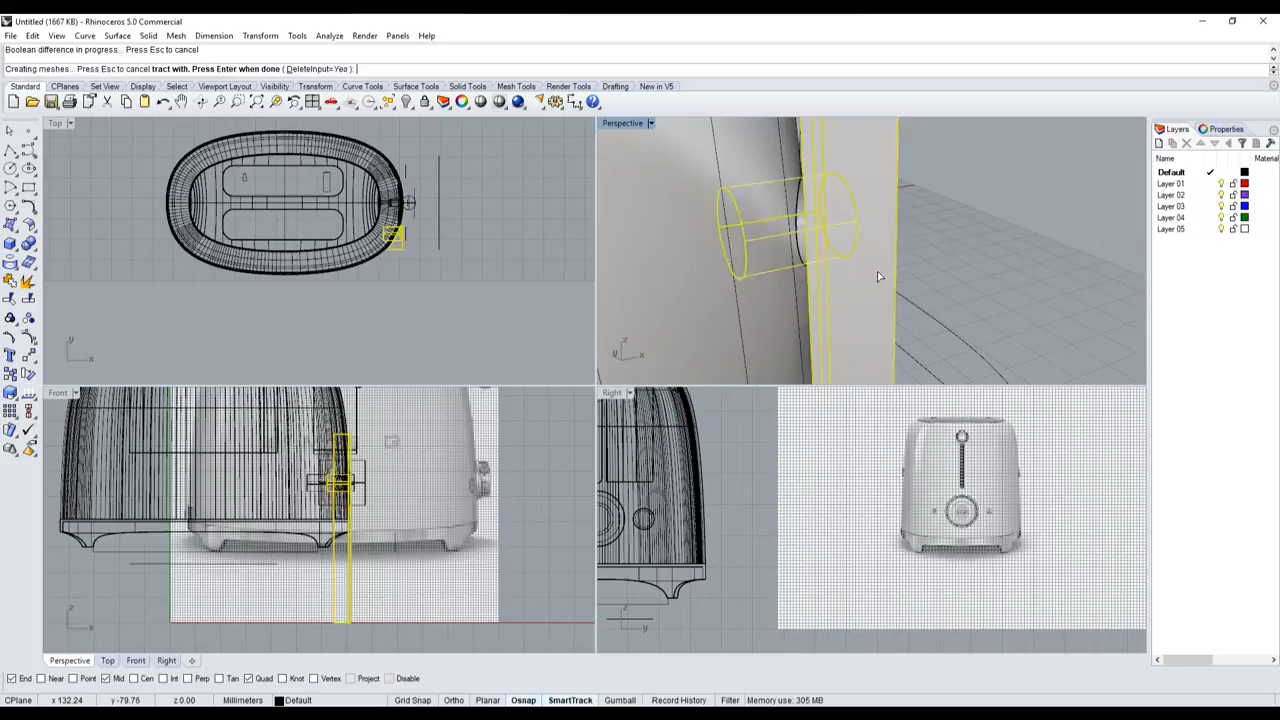 Untitled (1667 KB) - Rhinoceros 5.0 Commercial
File Edit View Curve Surface Solid Mesh Dimension Transform Tools Analyze Render Panels Help
Boolean difference in progress... Press Esc to cancel
Creating meshes... Press Esc to cancel tract with. Press Enter when done ( DeleteInput=Yes ):
Standard CPlanes Set View Display Select Viewport Layout Visibility Transform Curve Tools Surface Tools Solid Tools Mesh Tools Render Tools Drafting New in V5
Top
Perspective
Layers Properties
Name Material
Default
Layer 01
Layer 02
Layer 03
Layer 04
Layer 05
y
x
z
y x
Front
Right
z
x
z
y
Perspective Top Front Right
End Near Point Mid Cen Int Perp Tan Quad Knot Vertex Project Disable
CPlane x 132.24 y -79.76 z 0.00 Millimeters Default Grid Snap Ortho Planar Osnap SmartTrack Gumball Record History Filter Memory use: 305 MB